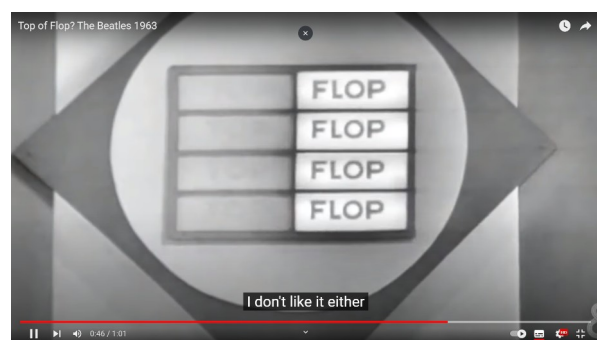 Top of Flop? The Beatles 1963
FLOP
FLOP
FLOP
FLOP
I don't like it either
0:46 / 1:01